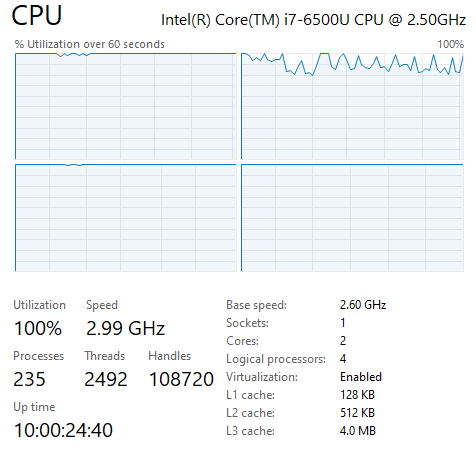 CPU Intel(R) Core(TM) i7-6500U CPU @ 2.50GHz
% Utilization over 60 seconds 100%
Utilization Speed
100% 2.99 GHz
Processes Threads Handles
235 2492 108720
Up time
10:00:24:40
Base speed: 2.60 GHz
Sockets: 1
Cores: 2
Logical processors: 4
Virtualization: Enabled
L1 cache: 128 KB
L2 cache: 512 KB
L3 cache: 4.0 MB